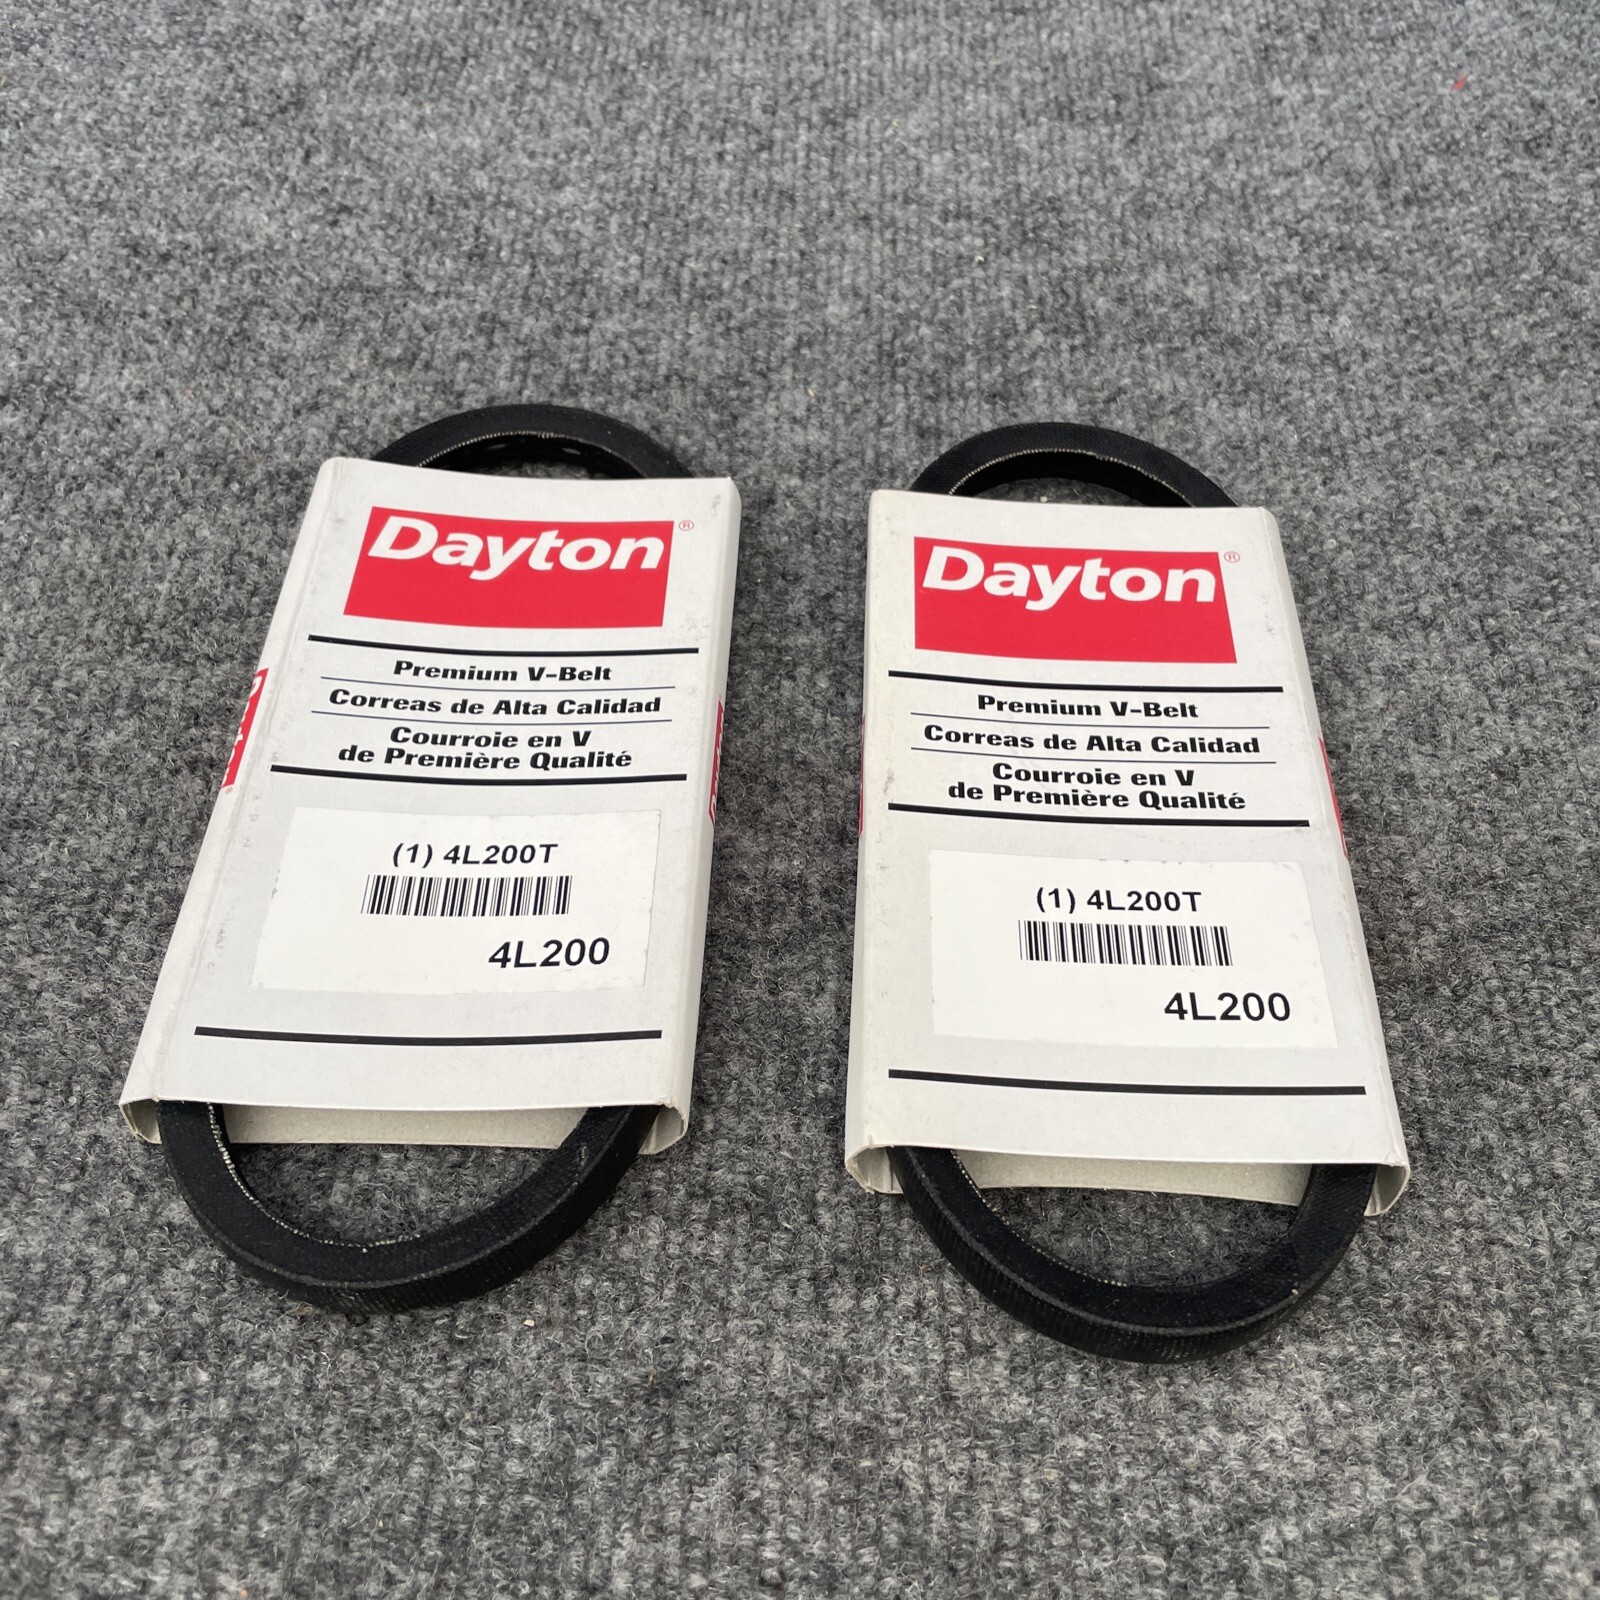 Dayton®
Premium V-Belt
Correas de Alta Calidad
Courroie en V
de Première Qualité
(1) 4L200T
4L200
Dayton®
Premium V-Belt
Correas de Alta Calidad
Courroie en V
de Première Qualité
(1) 4L200T
4L200